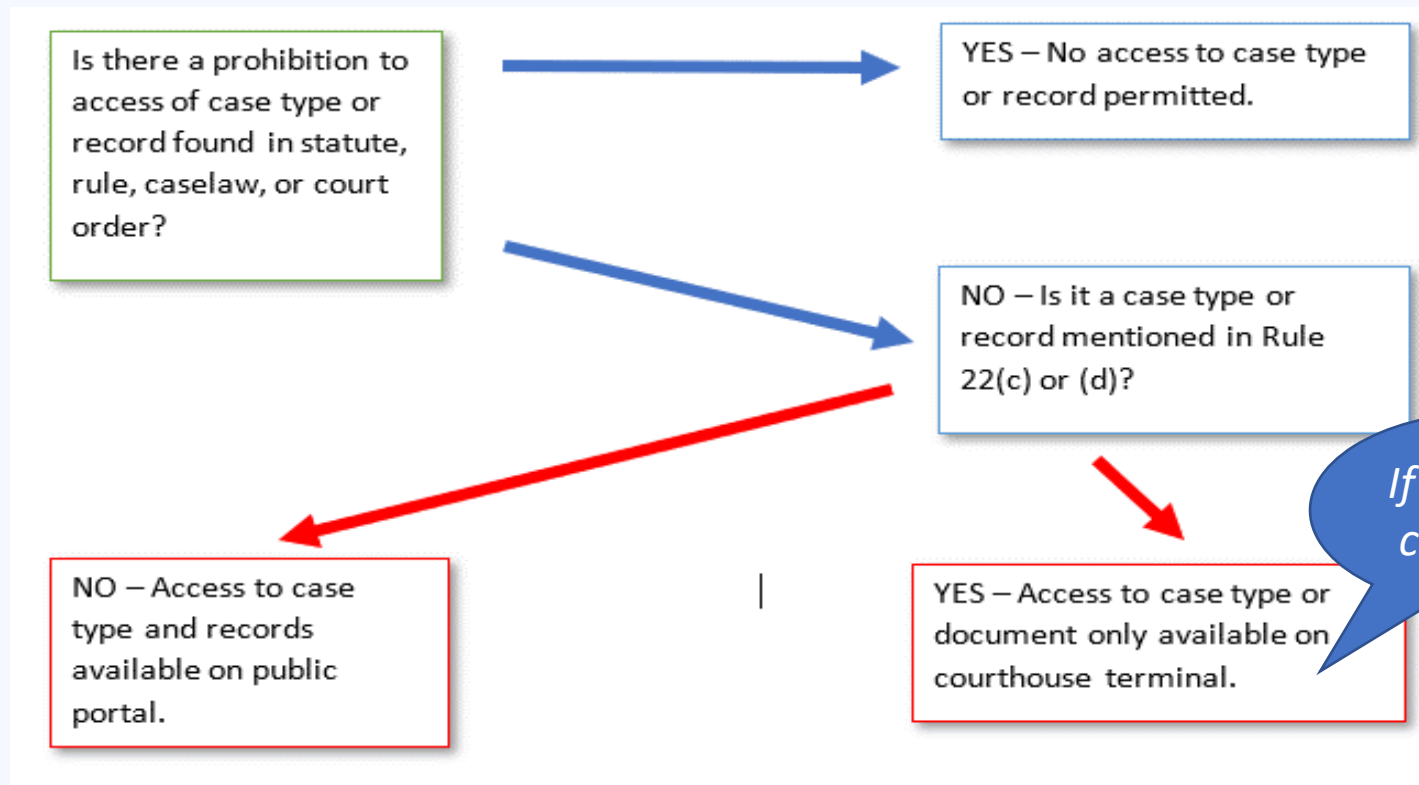 Is there a prohibition to
access of case type or
record found in statute,
rule, caselaw, or court
order?
YES – No access to case type
or record permitted.
NO – Is it a case type or
record mentioned in Rule
22(c) or (d)?
If
NO – Access to case
type and records
available on public
portal.
YES – Access to case type or
document only available on
courthouse terminal.